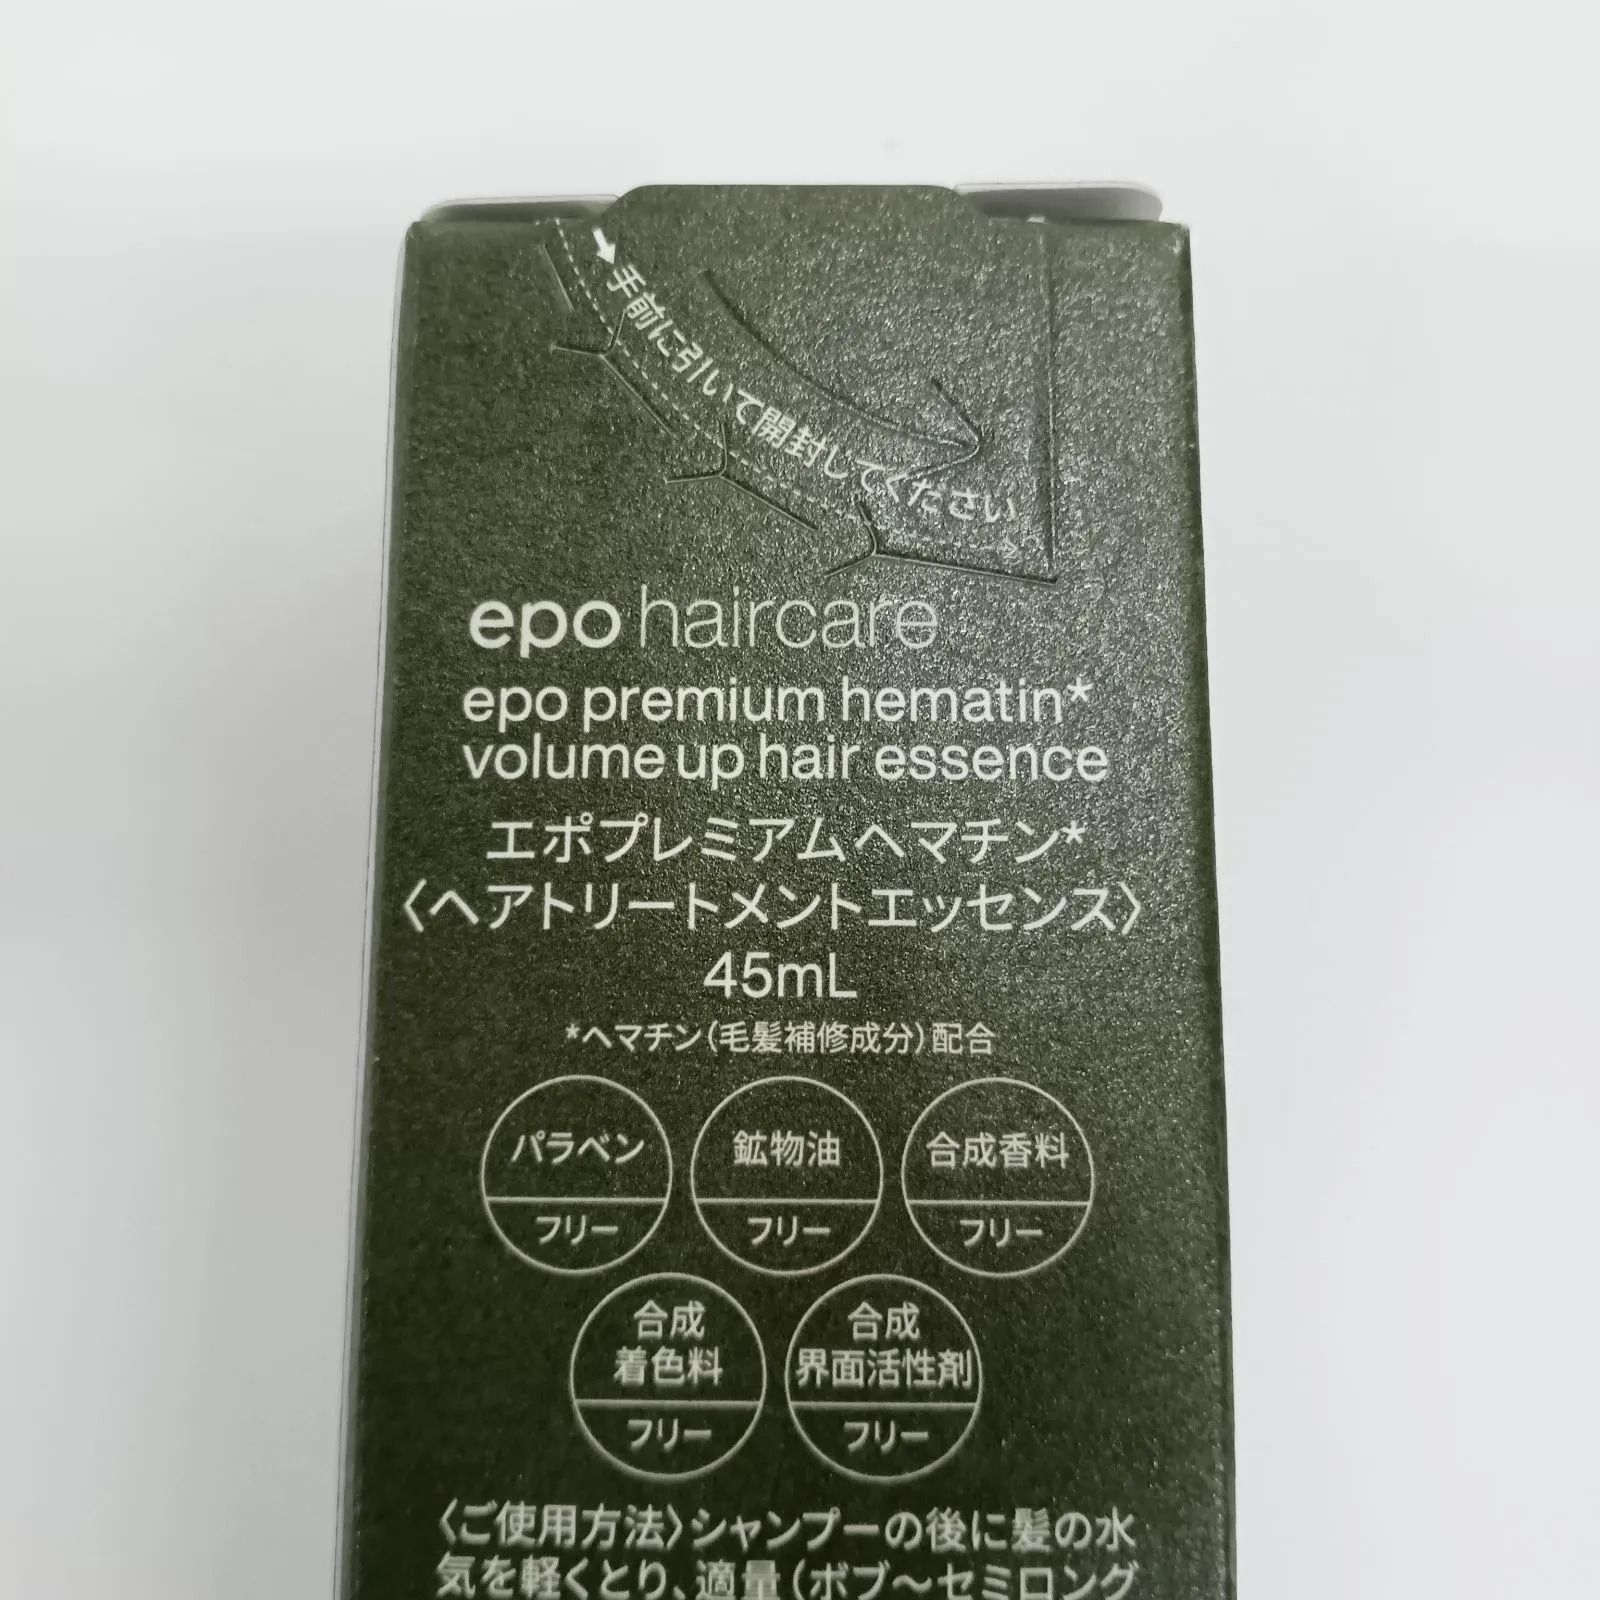 手前に引いて開封してください
epo haircare
epo premium hematin*
volume up hair essence
エポプレミアムヘマチン*
〈ヘアトリートメントエッセンス〉
45mL
*ヘマチン(毛髪補修成分)配合
パラベン
フリー
鉱物油
フリー
合成香料
フリー
合成
着色料
フリー
合成
界面活性剤
フリー
〈ご使用方法〉シャンプーの後に髪の水
気を軽くとり、適量(ボブ〜セミロング